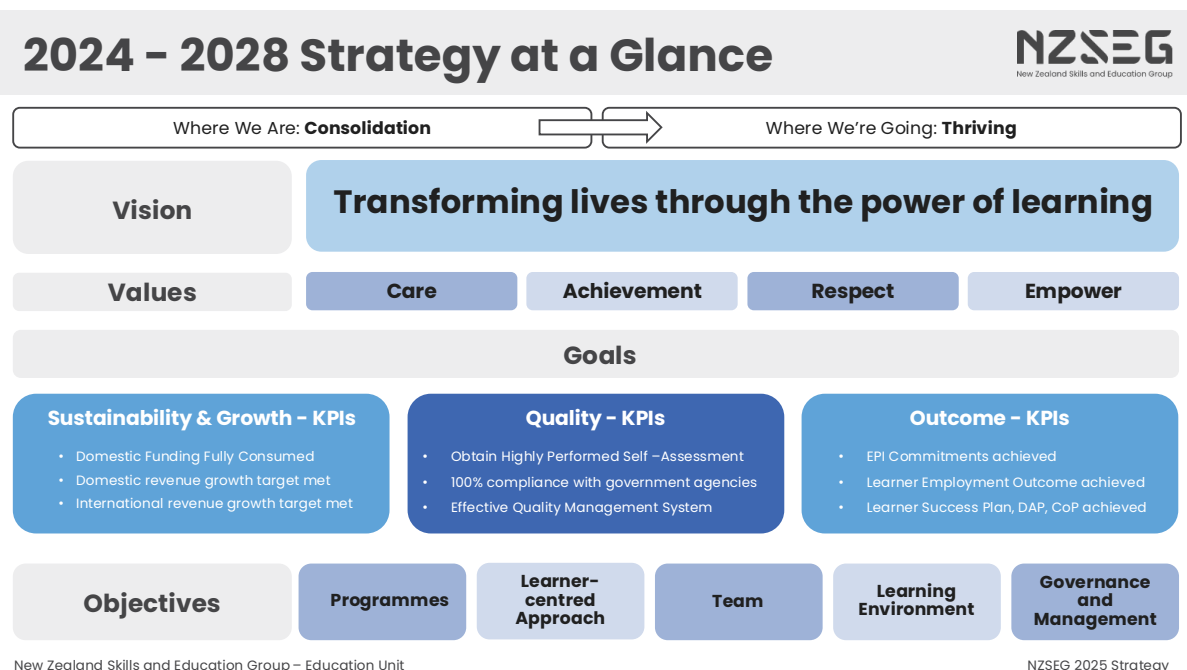 2024 - 2028 Strategy at a Glance
NZSEG
New Zealand Skills and Education Group
Where We Are: Consolidation
Where We're Going: Thriving
Vision
Transforming lives through the power of learning
Values
Care
Achievement
Respect
Empower
Goals
Sustainability & Growth - KPIs
• Domestic Funding Fully Consumed
• Domestic revenue growth target met
• International revenue growth target met
Quality - KPIs
• Obtain Highly Performed Self –Assessment
• 100% compliance with government agencies
• Effective Quality Management System
Outcome - KPIs
• EPI Commitments achieved
• Learner Employment Outcome achieved
• Learner Success Plan, DAP, CoP achieved
Objectives
Programmes
Learner-
centred
Approach
Team
Learning
Environment
Governance
and
Management
New Zealand Skills and Education Group – Education Unit
NZSEG 2025 Strategy